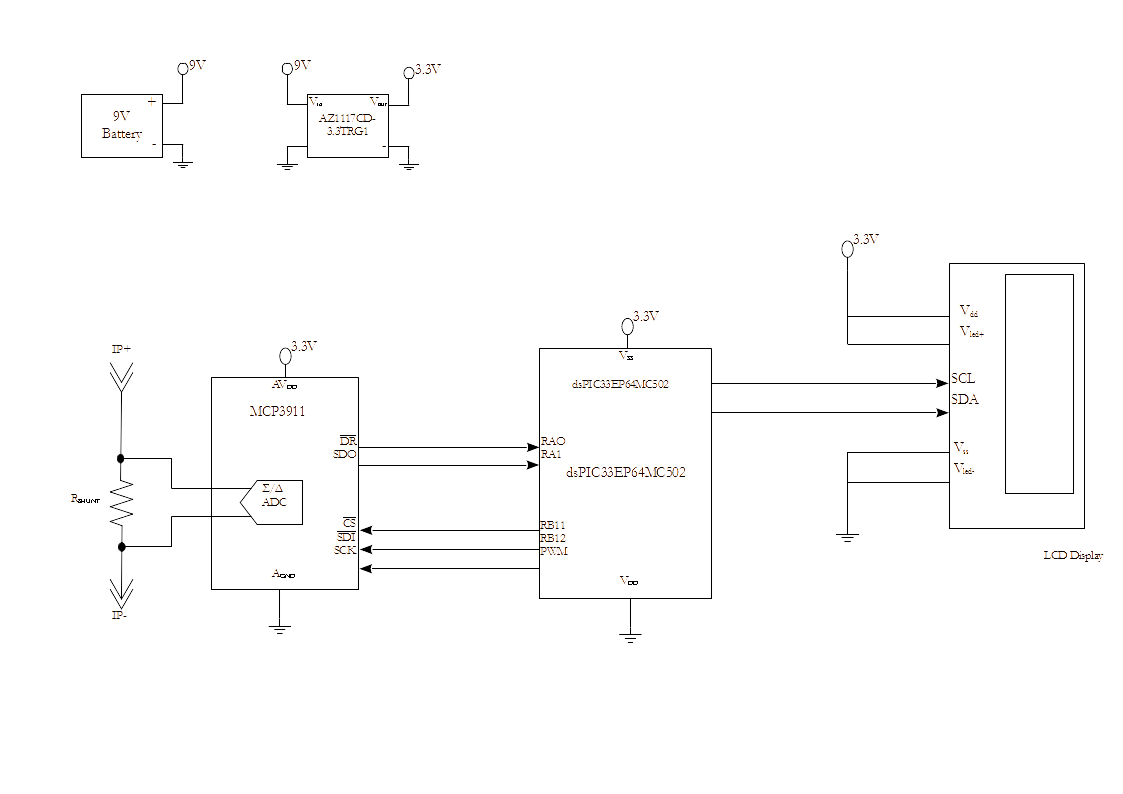 9V
9V
3.3V
+
9V
Battery
-
Vin
Vout
AZ1117CD-
3.3TRG1
-
3.3V
Vdd
Vled+
SCL
SDA
Vss
Vled-
LCD Display
3.3V
VSS
dsPIC33EP64MC502
RAO
RA1
dsPIC33EP64MC502
RB11
RB12
PWM
VDD
3.3V
AVDD
MCP3911
DR
SDO
Σ/Δ
ADC
CS
SDI
SCK
AGND
IP+
RSHUNT
IP-